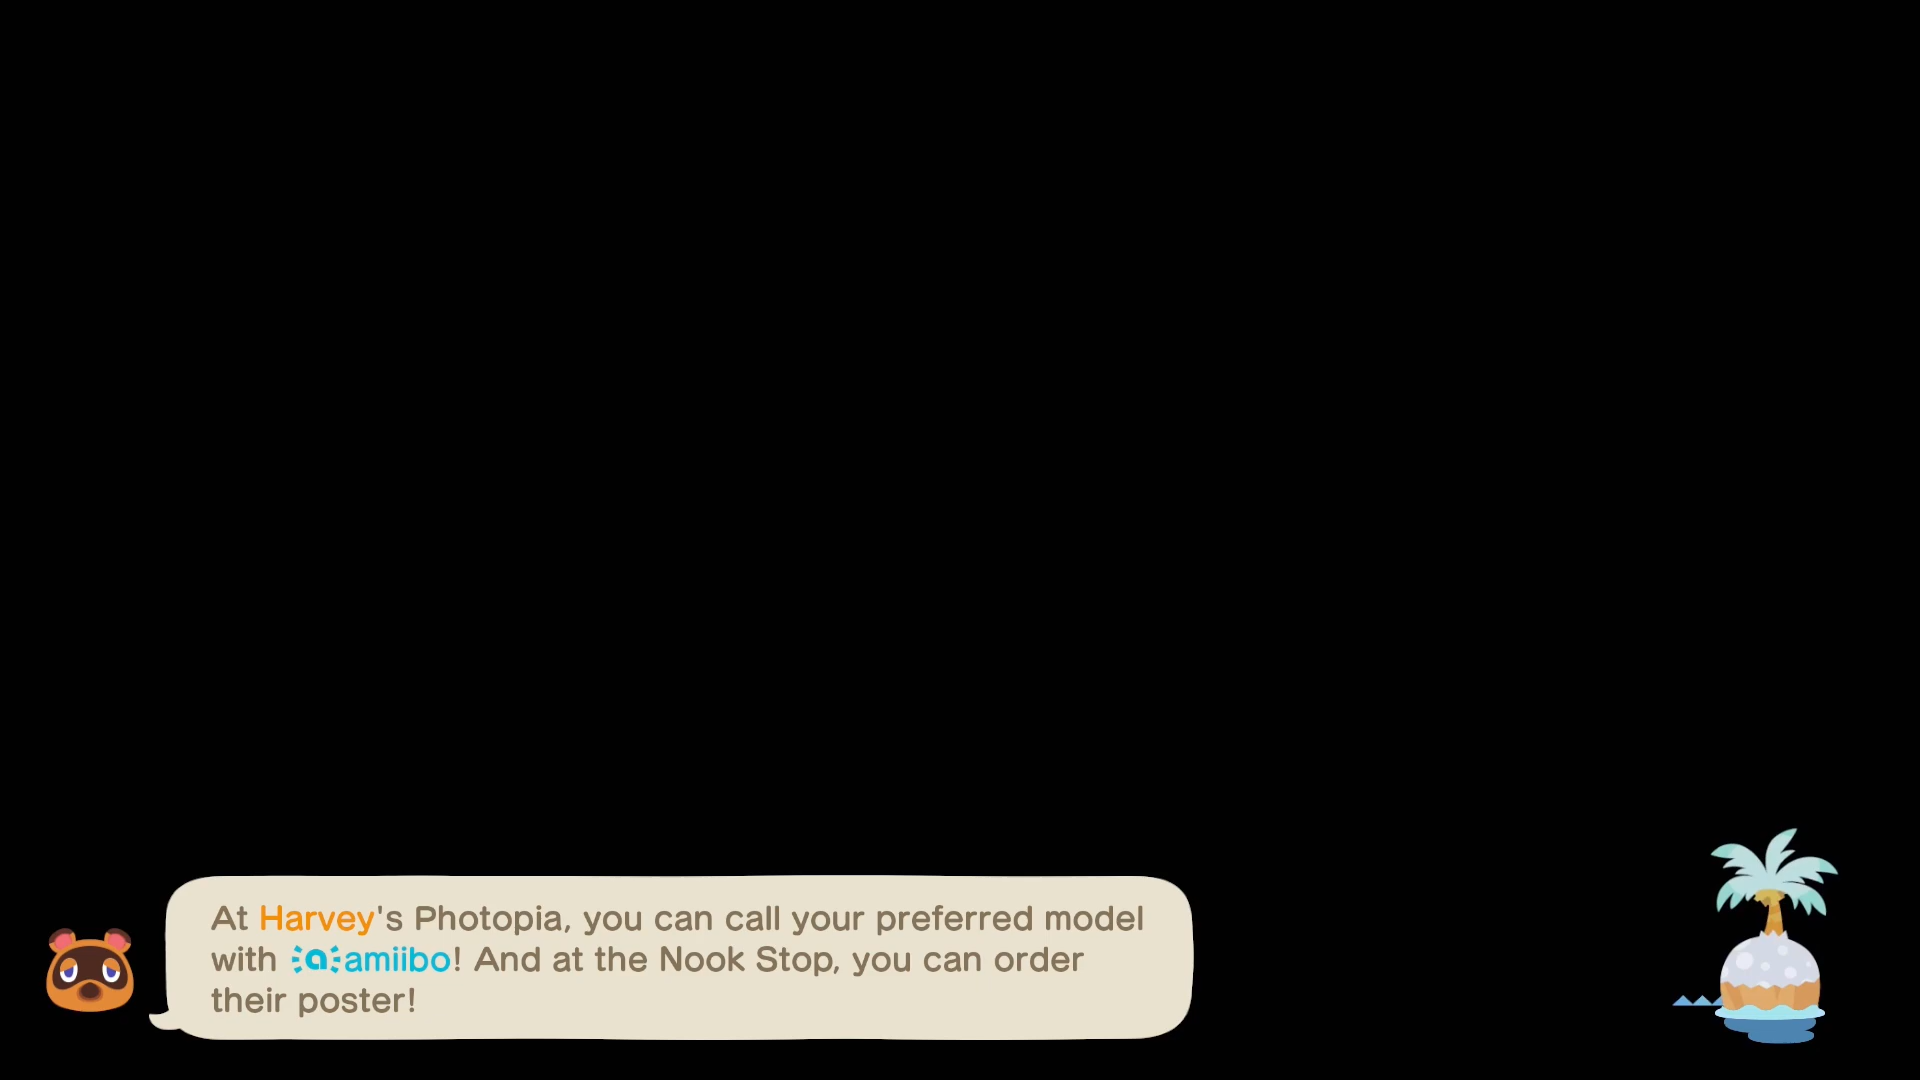 At Harvey's Photopia, you can call your preferred model
with amiibo! And at the Nook Stop, you can order
their poster!